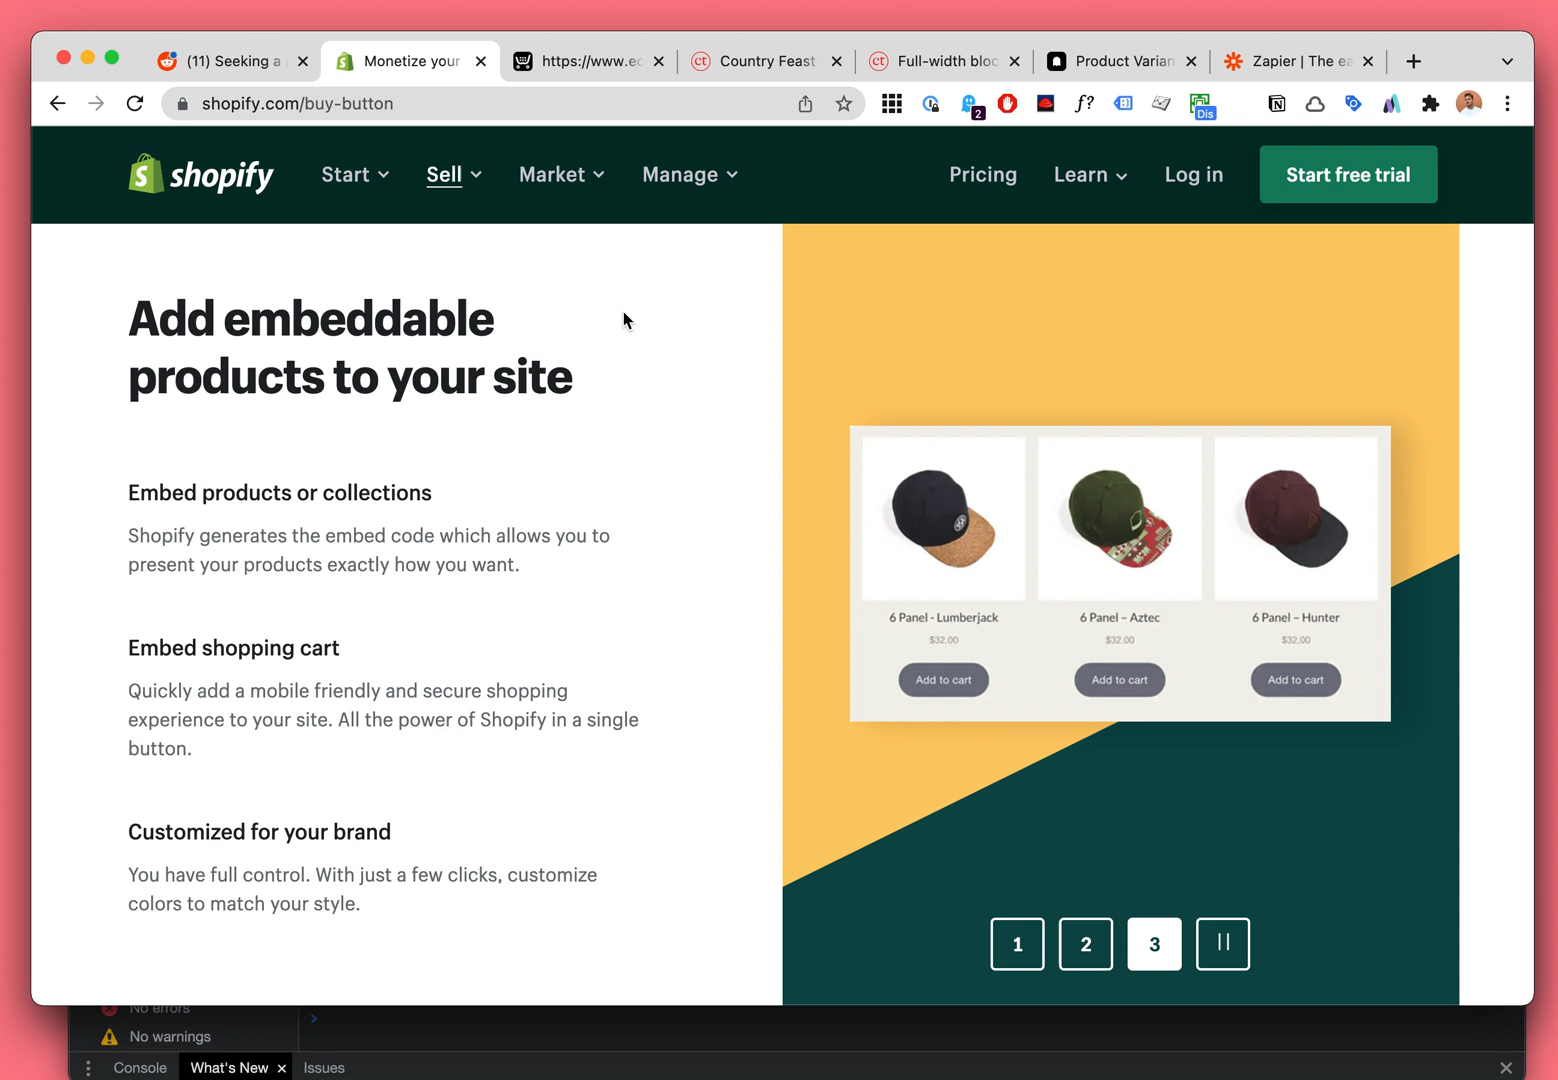 (11) Seeking a
Monetize your
https://www.ec
Country Feast
Full-width bloc
Product Varian
Zapier | The ea
shopify.com/buy-button
2
f?
Dis
shopify
Start
Sell
Market
Manage
Pricing
Learn
Log in
Start free trial
Add embeddable
products to your site
Embed products or collections
Shopify generates the embed code which allows you to
present your products exactly how you want.
Embed shopping cart
Quickly add a mobile friendly and secure shopping
experience to your site. All the power of Shopify in a single
button.
Customized for your brand
You have full control. With just a few clicks, customize
colors to match your style.
6 Panel - Lumberjack
$32.00
Add to cart
6 Panel – Aztec
$32.00
Add to cart
6 Panel – Hunter
$32.00
Add to cart
1
2
3
No errors
No warnings
Console
What's New
Issues